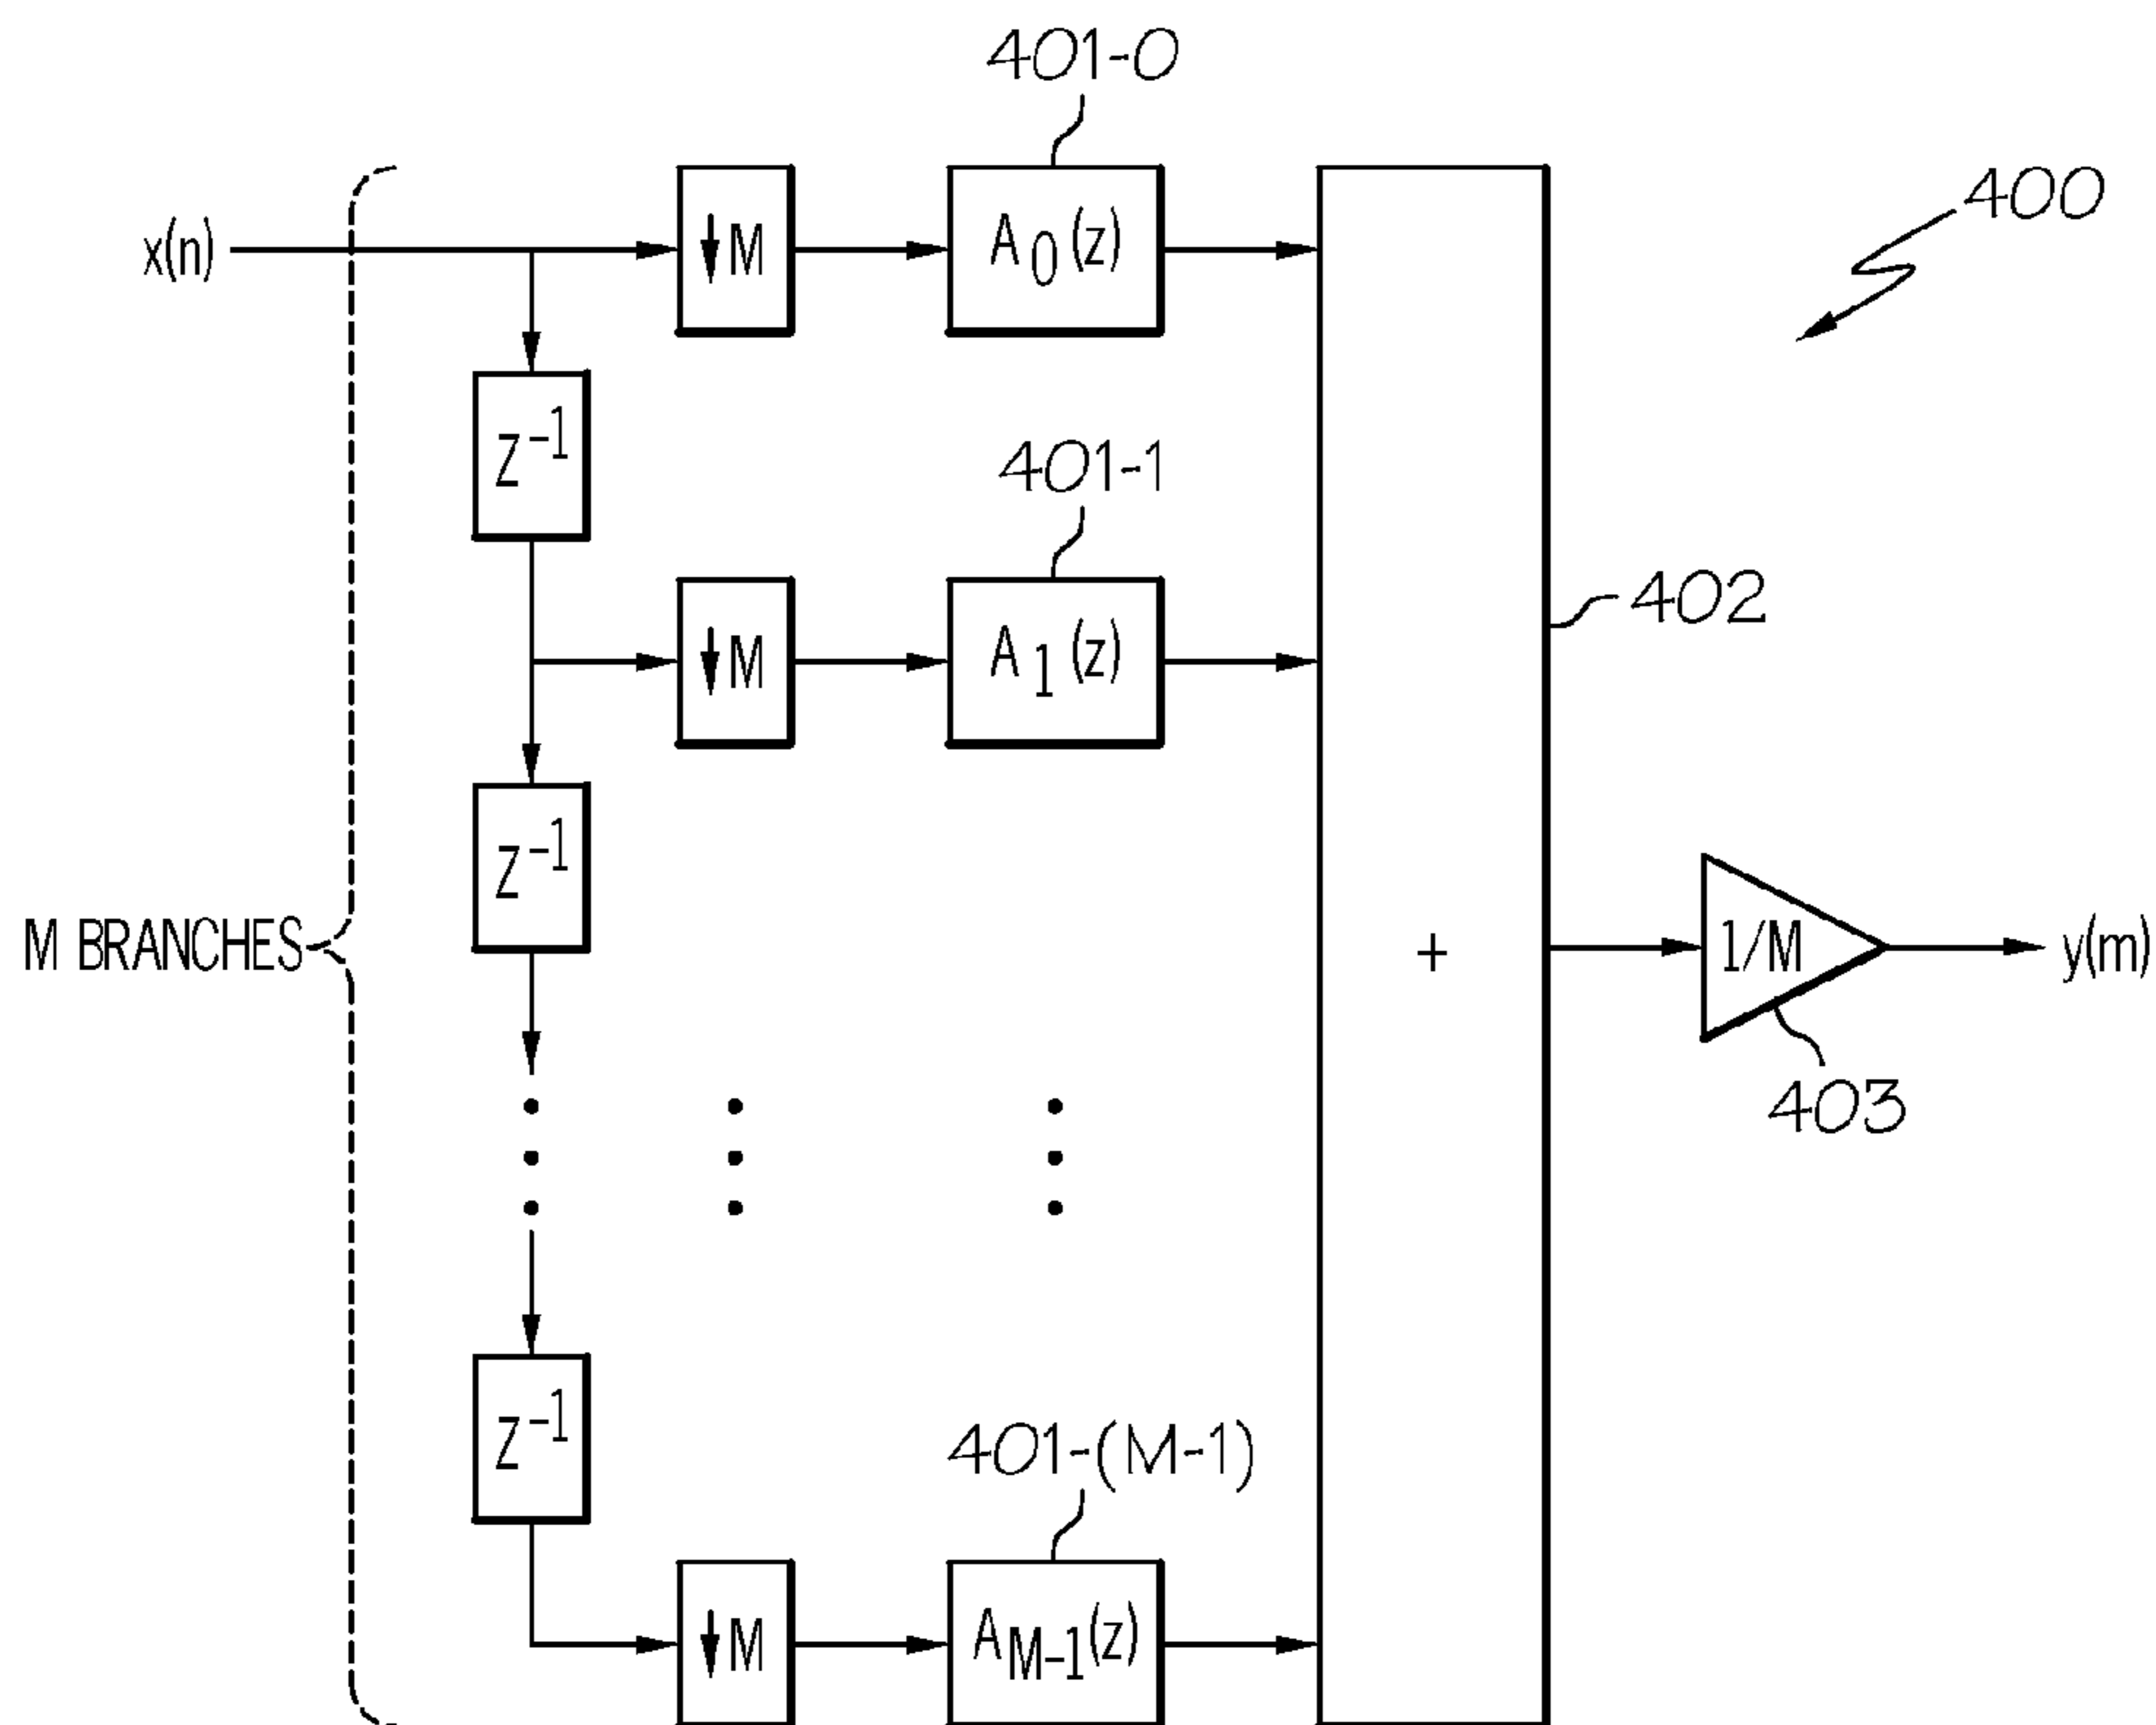 401-0
400
x(n)
↓M
A0(z)
Z-1
401-1
402
↓M
A1(z)
Z-1
M BRANCHES
+
1/M
y(m)
403
Z-1
401-(M-1)
↓M
AM-1(z)